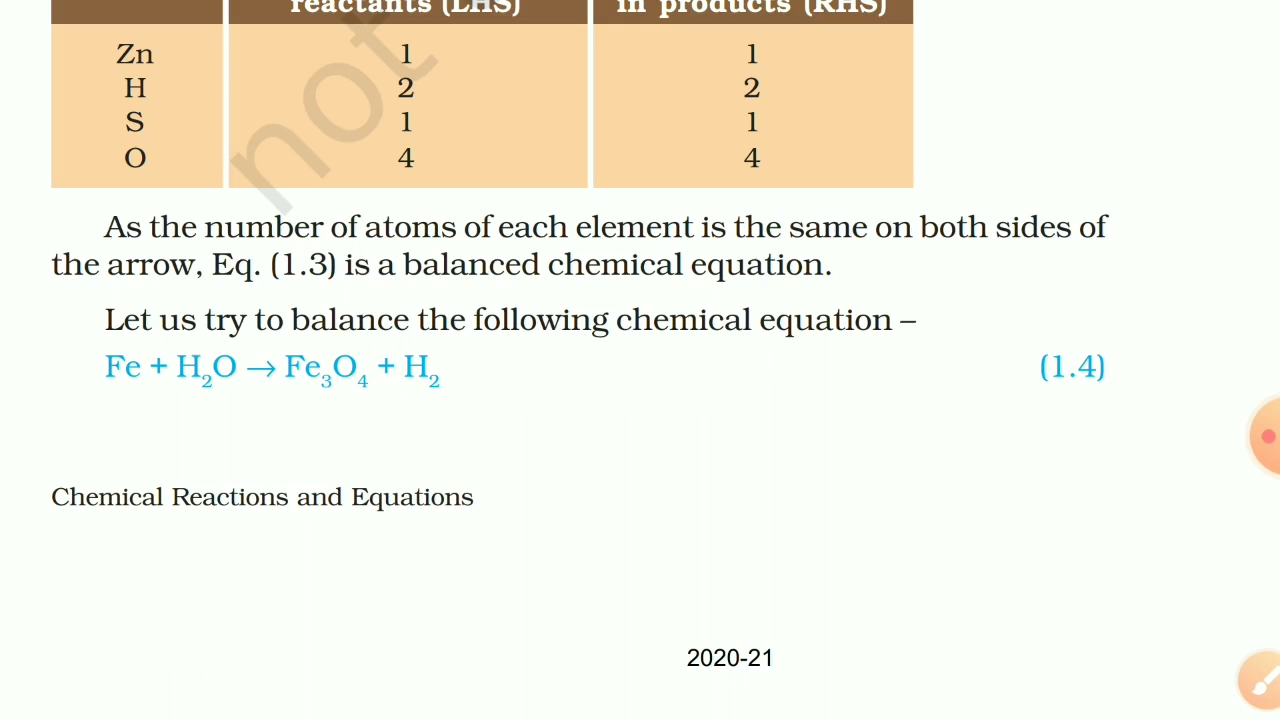 reactants (LHS) in products (RHS)
Zn 1 1
H 2 2
S 1 1
O 4 4
not
As the number of atoms of each element is the same on both sides of
the arrow, Eq. (1.3) is a balanced chemical equation.
Let us try to balance the following chemical equation –
Fe + H₂O → Fe₃O₄ + H₂ (1.4)
Chemical Reactions and Equations
2020-21